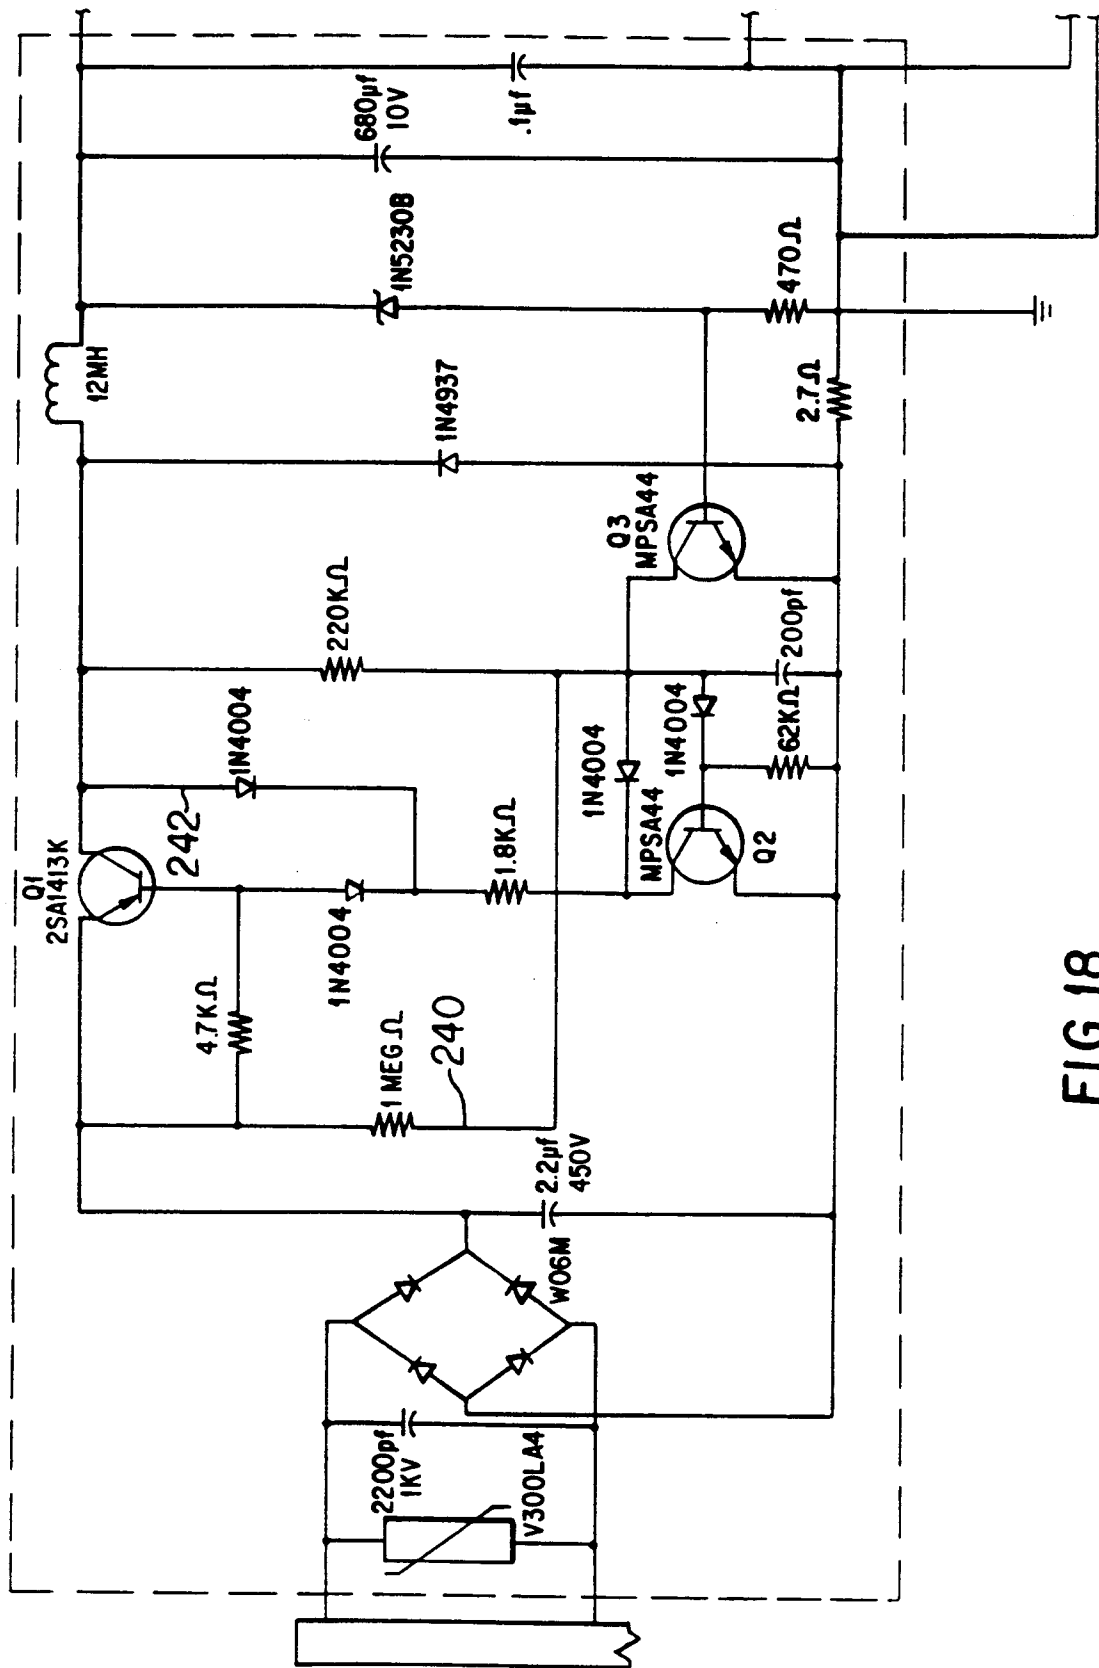 Q1
2SA1413K
12MH
680µf
10V
.1µf
4.7KΩ
242
1N4004
220KΩ
1N4937
1N5230B
1N4004
1 MEG Ω
240
1.8KΩ
2200pf
1KV
V300LA4
W06M
2.2µf
450V
1N4004
MPSA44
Q2
1N4004
62KΩ
200pf
Q3
MPSA44
2.7Ω
470Ω
FIG 18